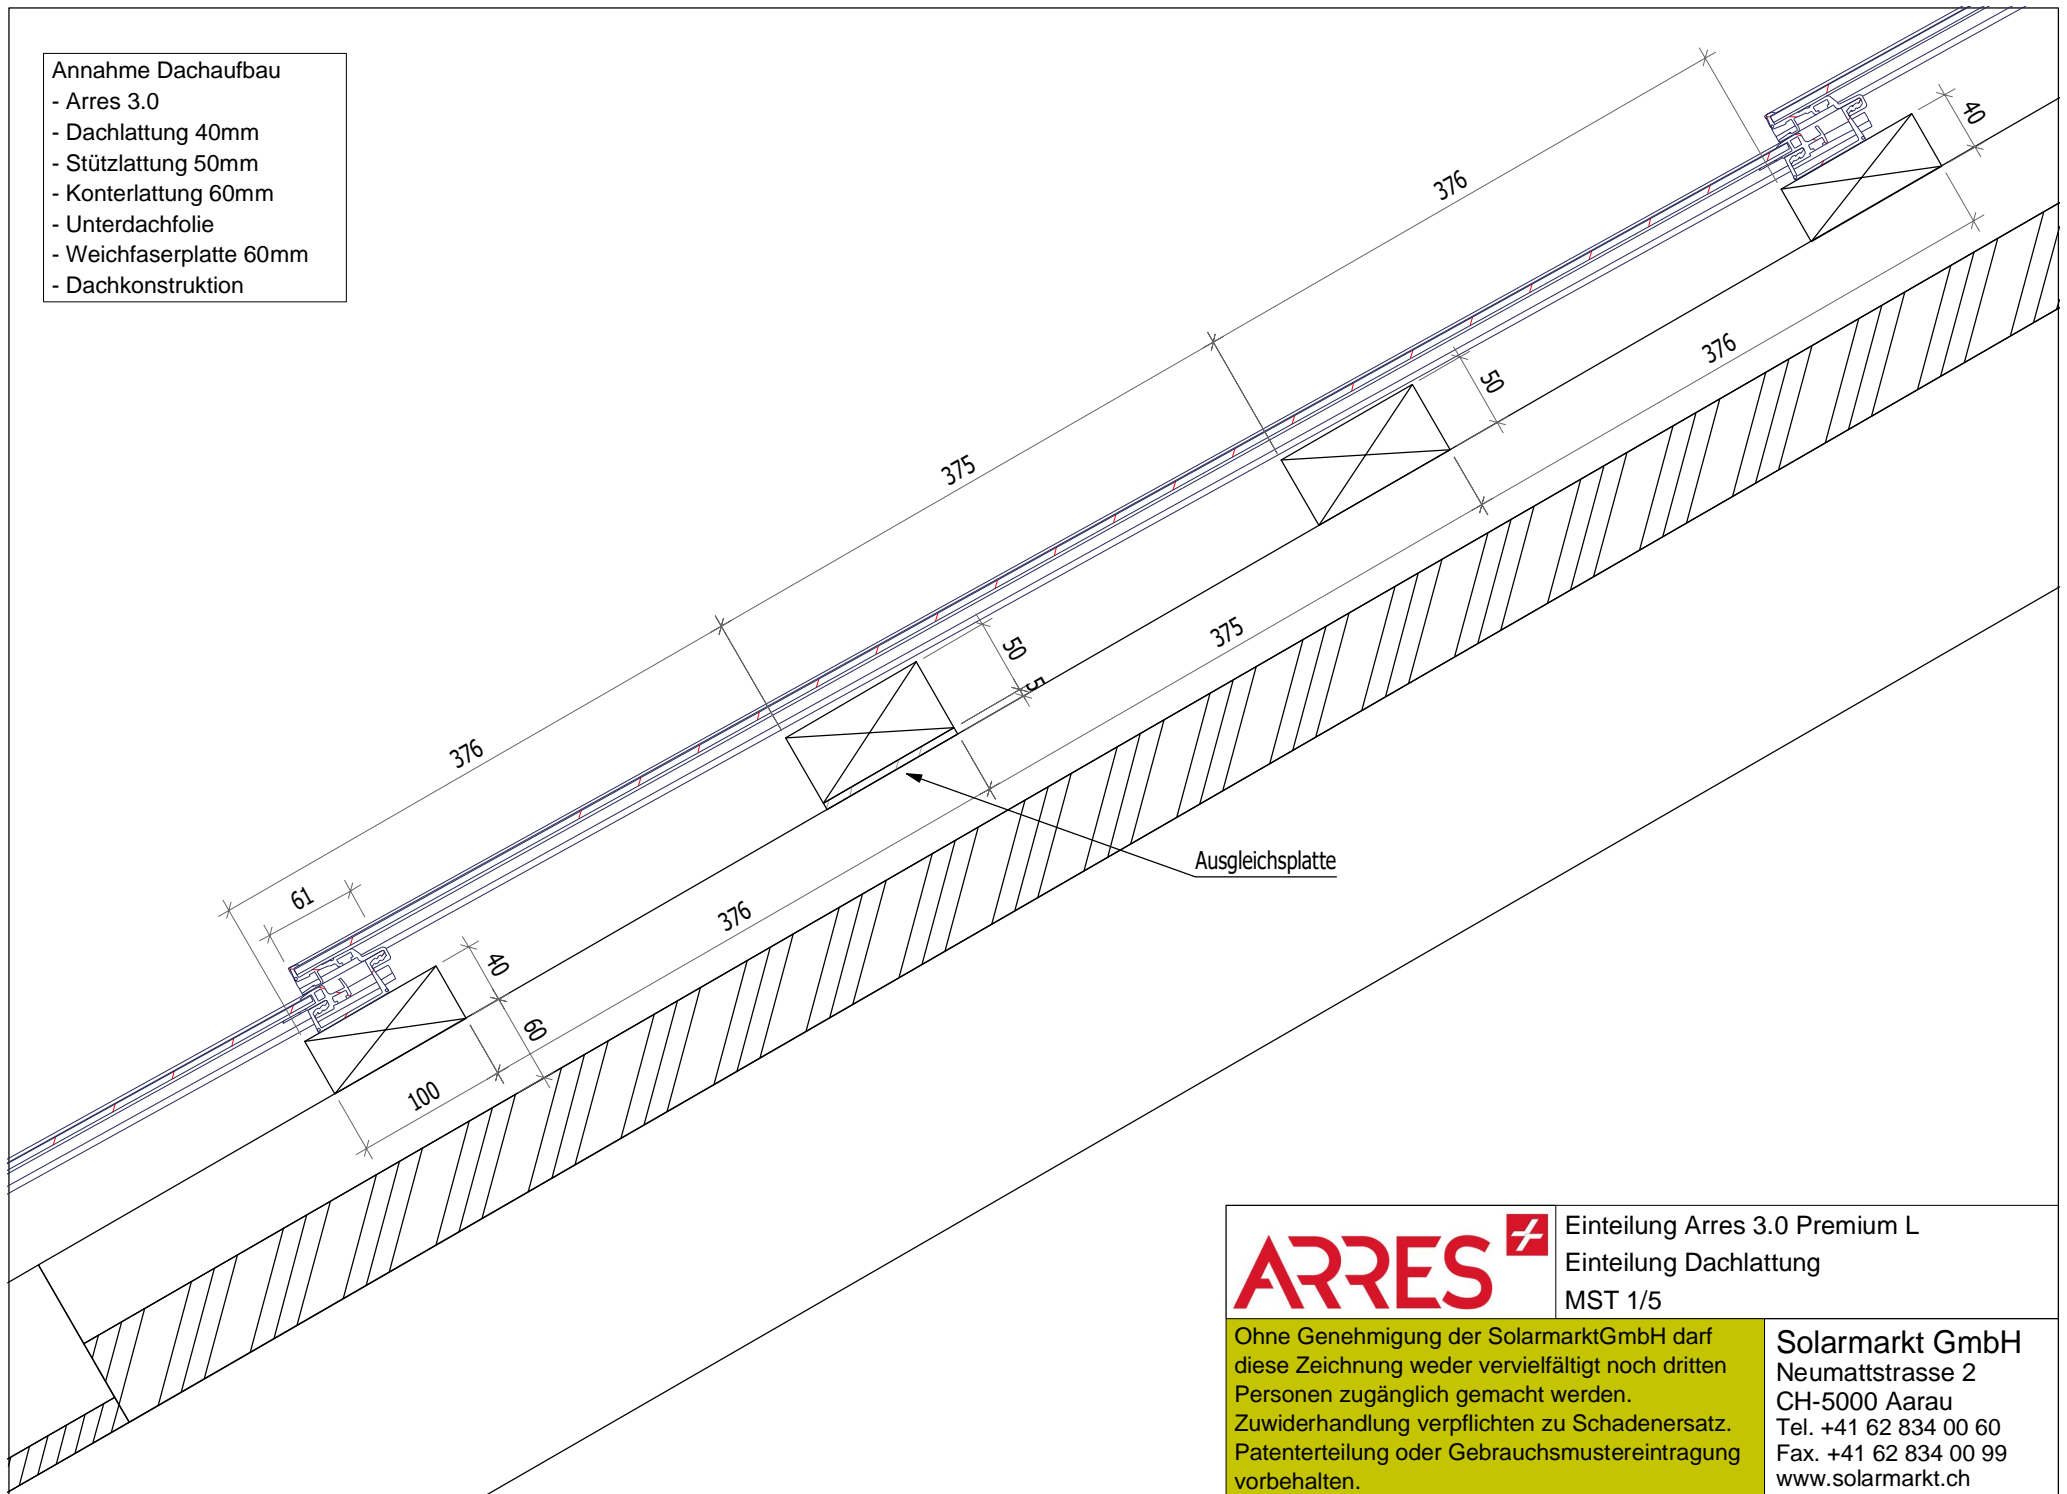 Annahme Dachaufbau
- Arres 3.0
- Dachlattung 40mm
- Stützlattung 50mm
- Konterlattung 60mm
- Unterdachfolie
- Weichfaserplatte 60mm
- Dachkonstruktion
40
376
376
50
375
375
50
5
376
Ausgleichsplatte
61
376
40
60
100
ARRES
Einteilung Arres 3.0 Premium L
Einteilung Dachlattung
MST 1/5
Ohne Genehmigung der SolarmarktGmbH darf
diese Zeichnung weder vervielfältigt noch dritten
Personen zugänglich gemacht werden.
Zuwiderhandlung verpflichten zu Schadenersatz.
Patenterteilung oder Gebrauchsmustereintragung
vorbehalten.
Solarmarkt GmbH
Neumattstrasse 2
CH-5000 Aarau
Tel. +41 62 834 00 60
Fax. +41 62 834 00 99
www.solarmarkt.ch